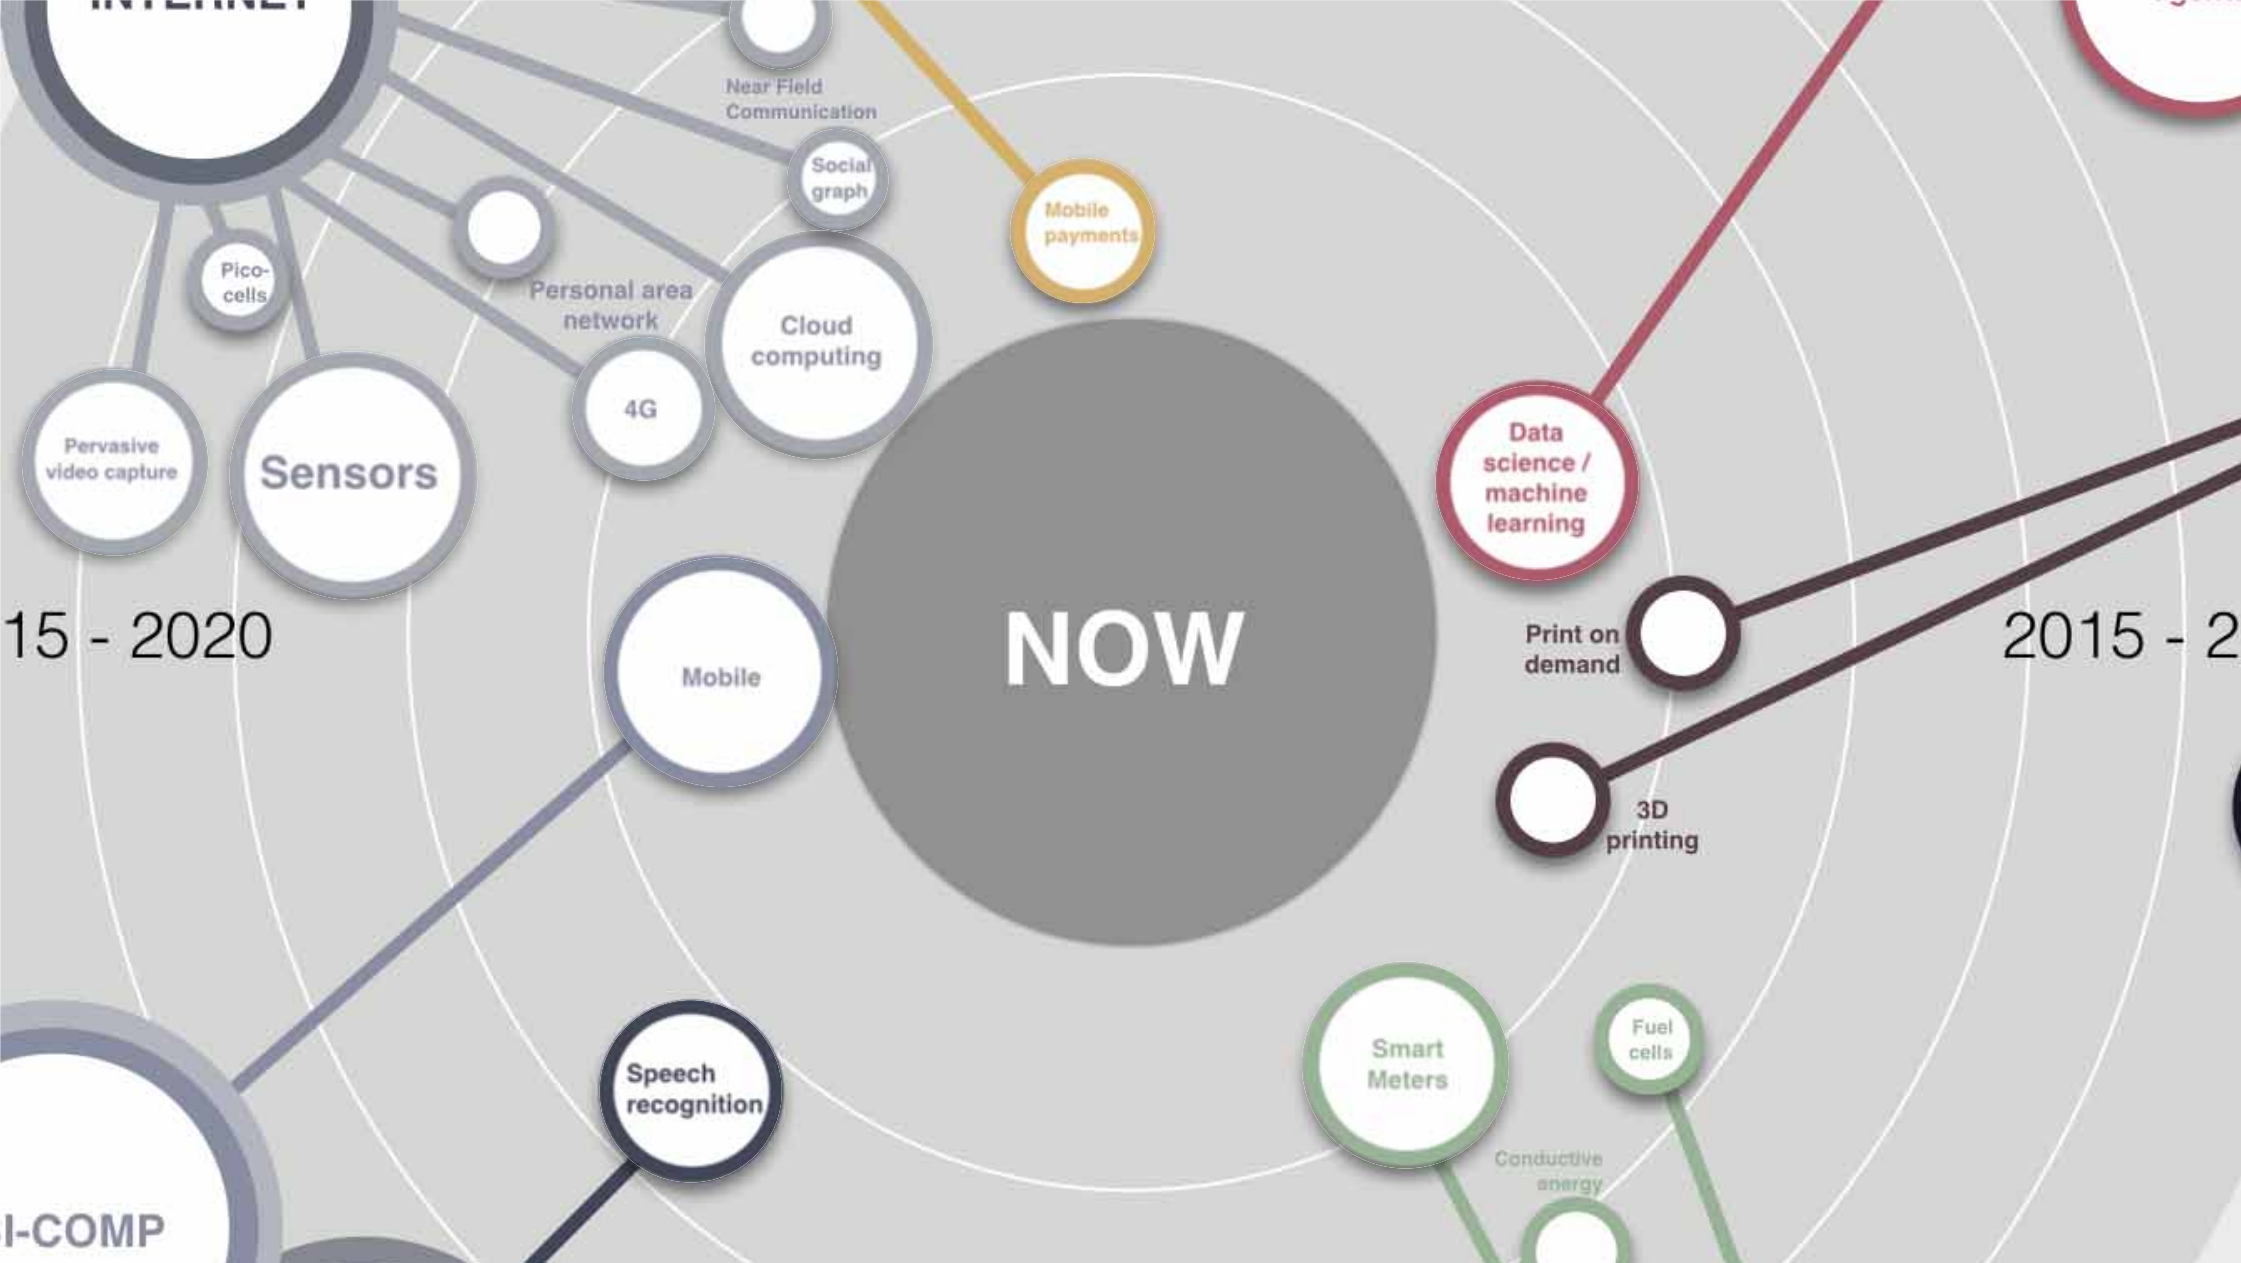 INTERNET
Near Field
Communication
Social
graph
Mobile
payments
Pico-
cells
Personal area
network
Cloud
computing
4G
Pervasive
video capture
Sensors
Data
science /
machine
learning
15 - 2020
NOW
Print on
demand
2015 - 2
Mobile
3D
printing
Speech
recognition
Smart
Meters
Fuel
cells
Conductive
energy
I-COMP